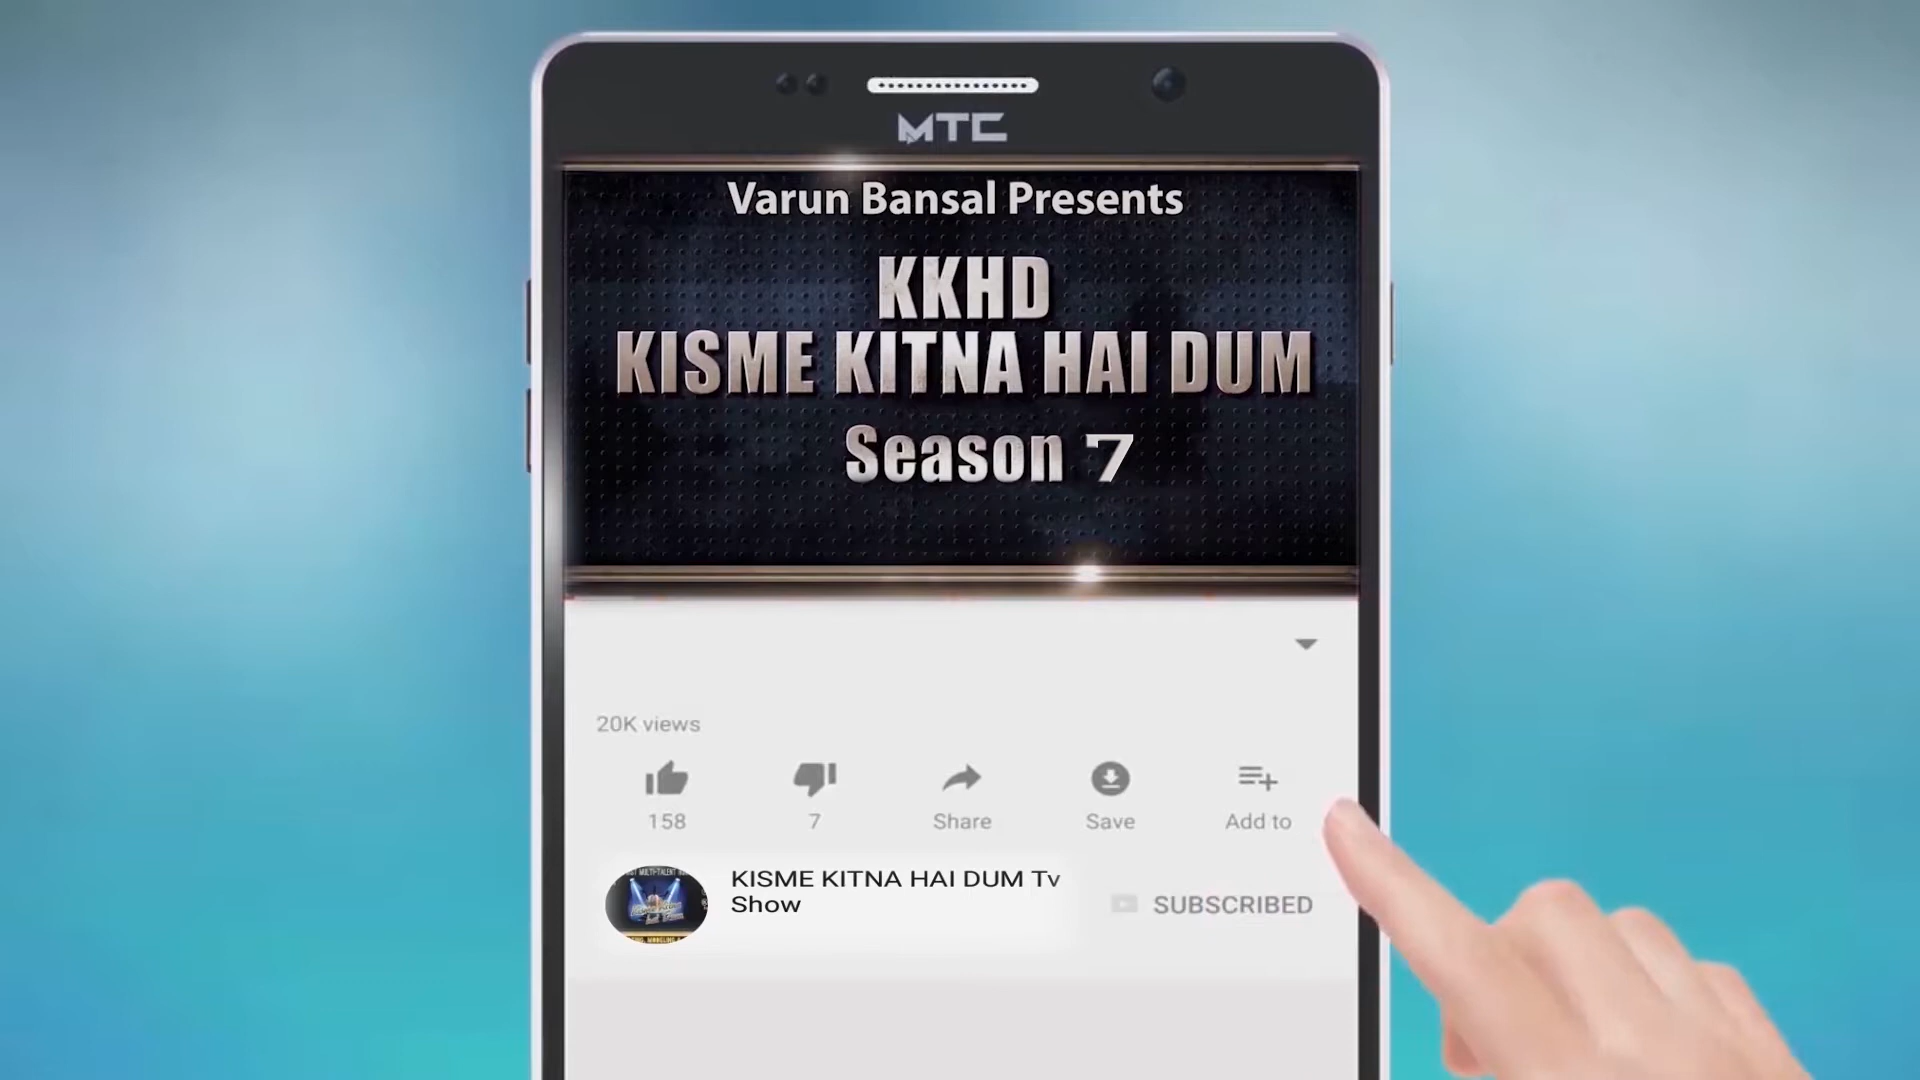 MTC
Varun Bansal Presents
KKHD
KISME KITNA HAI DUM
Season 7
20K views
158
7
Share
Save
Add to
KISME KITNA HAI DUM Tv
Show
SUBSCRIBED